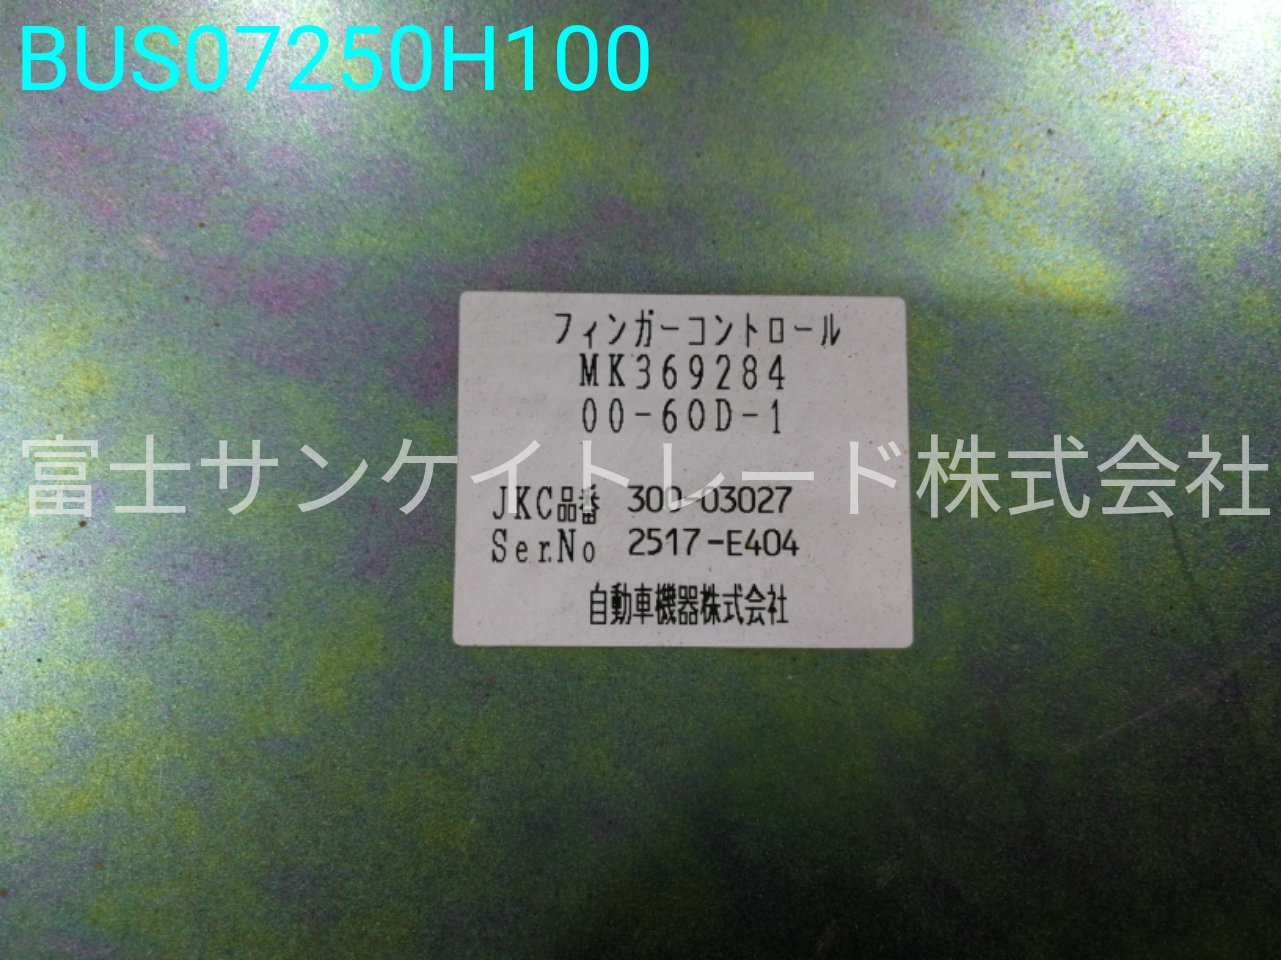 BUS07250H100
フィンガーコントロール
MK369284
00-60D-1
富士サンケイトレード株式会社
JKC品番 300-03027
Ser.No 2517-E404
自動車機器株式会社